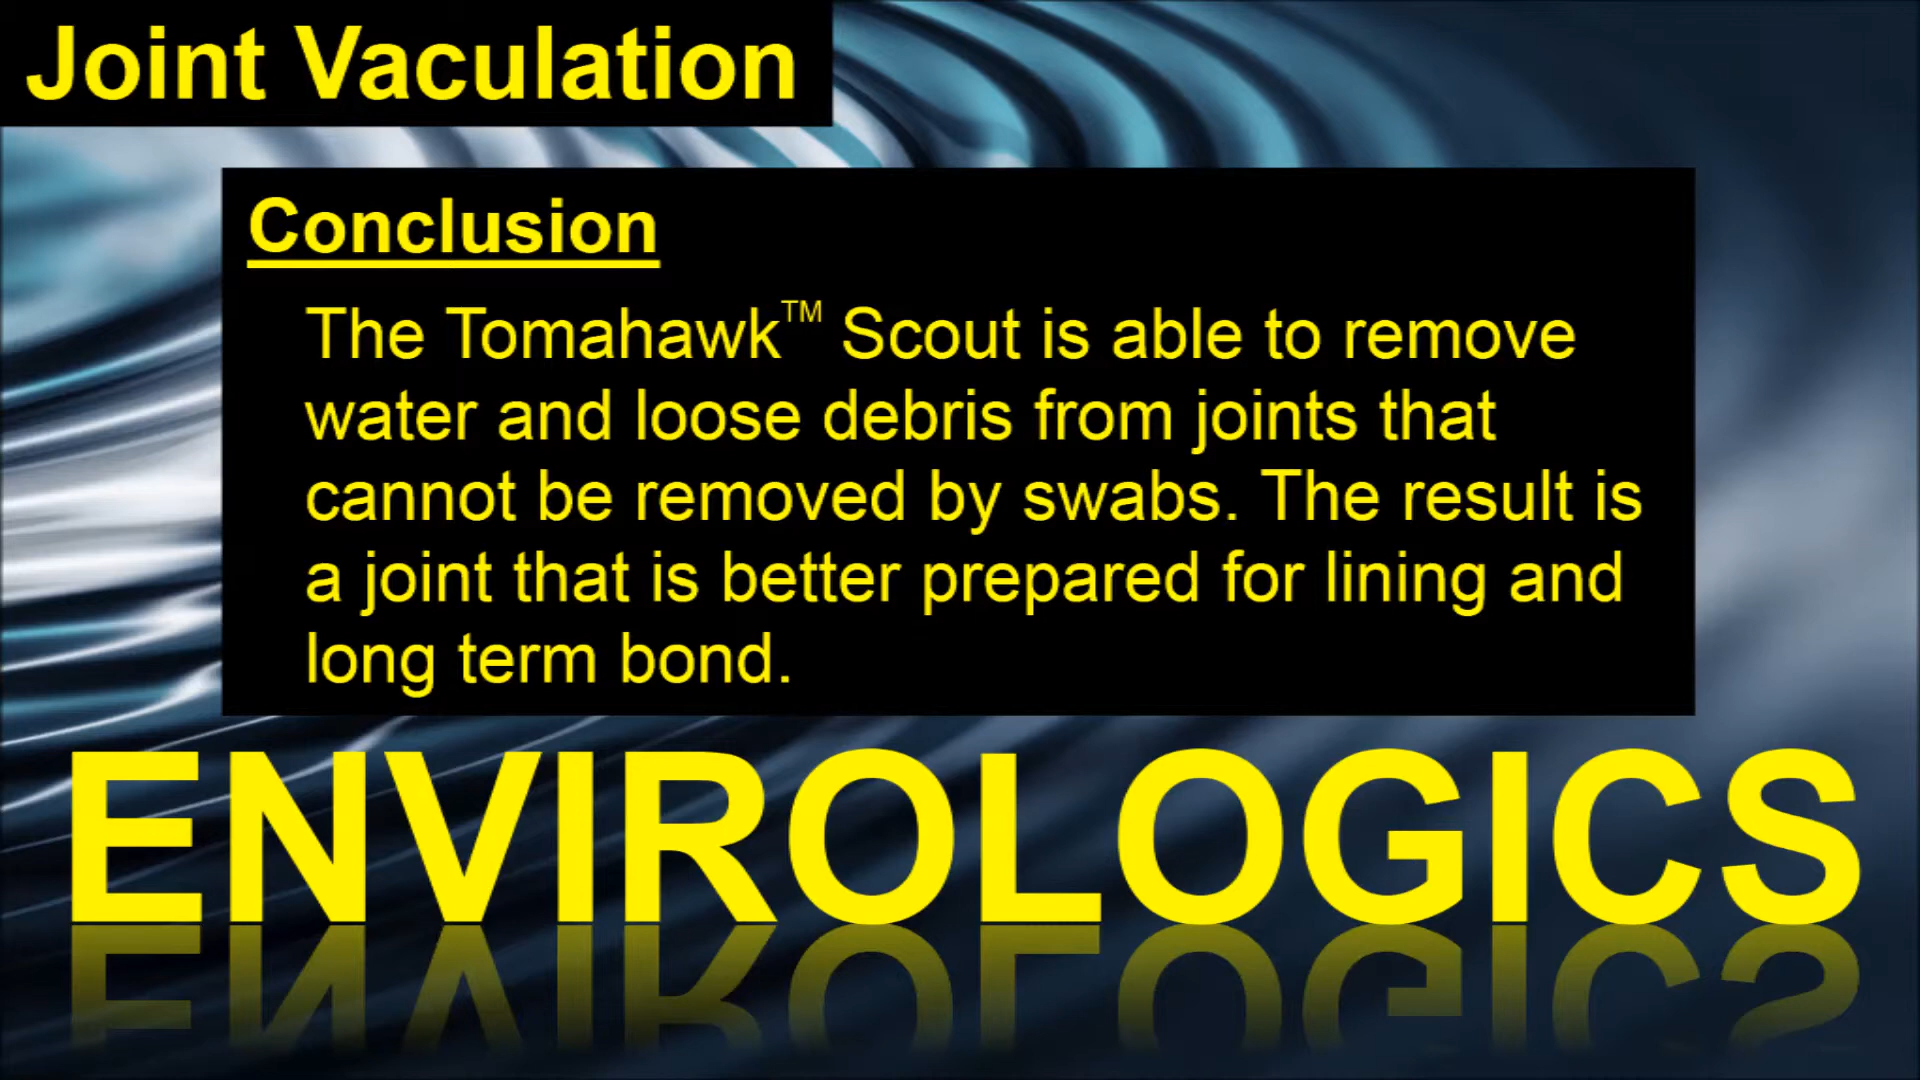 Joint Vaculation
Conclusion
The Tomahawk™ Scout is able to remove
water and loose debris from joints that
cannot be removed by swabs. The result is
a joint that is better prepared for lining and
long term bond.
ENVIROLOGICS